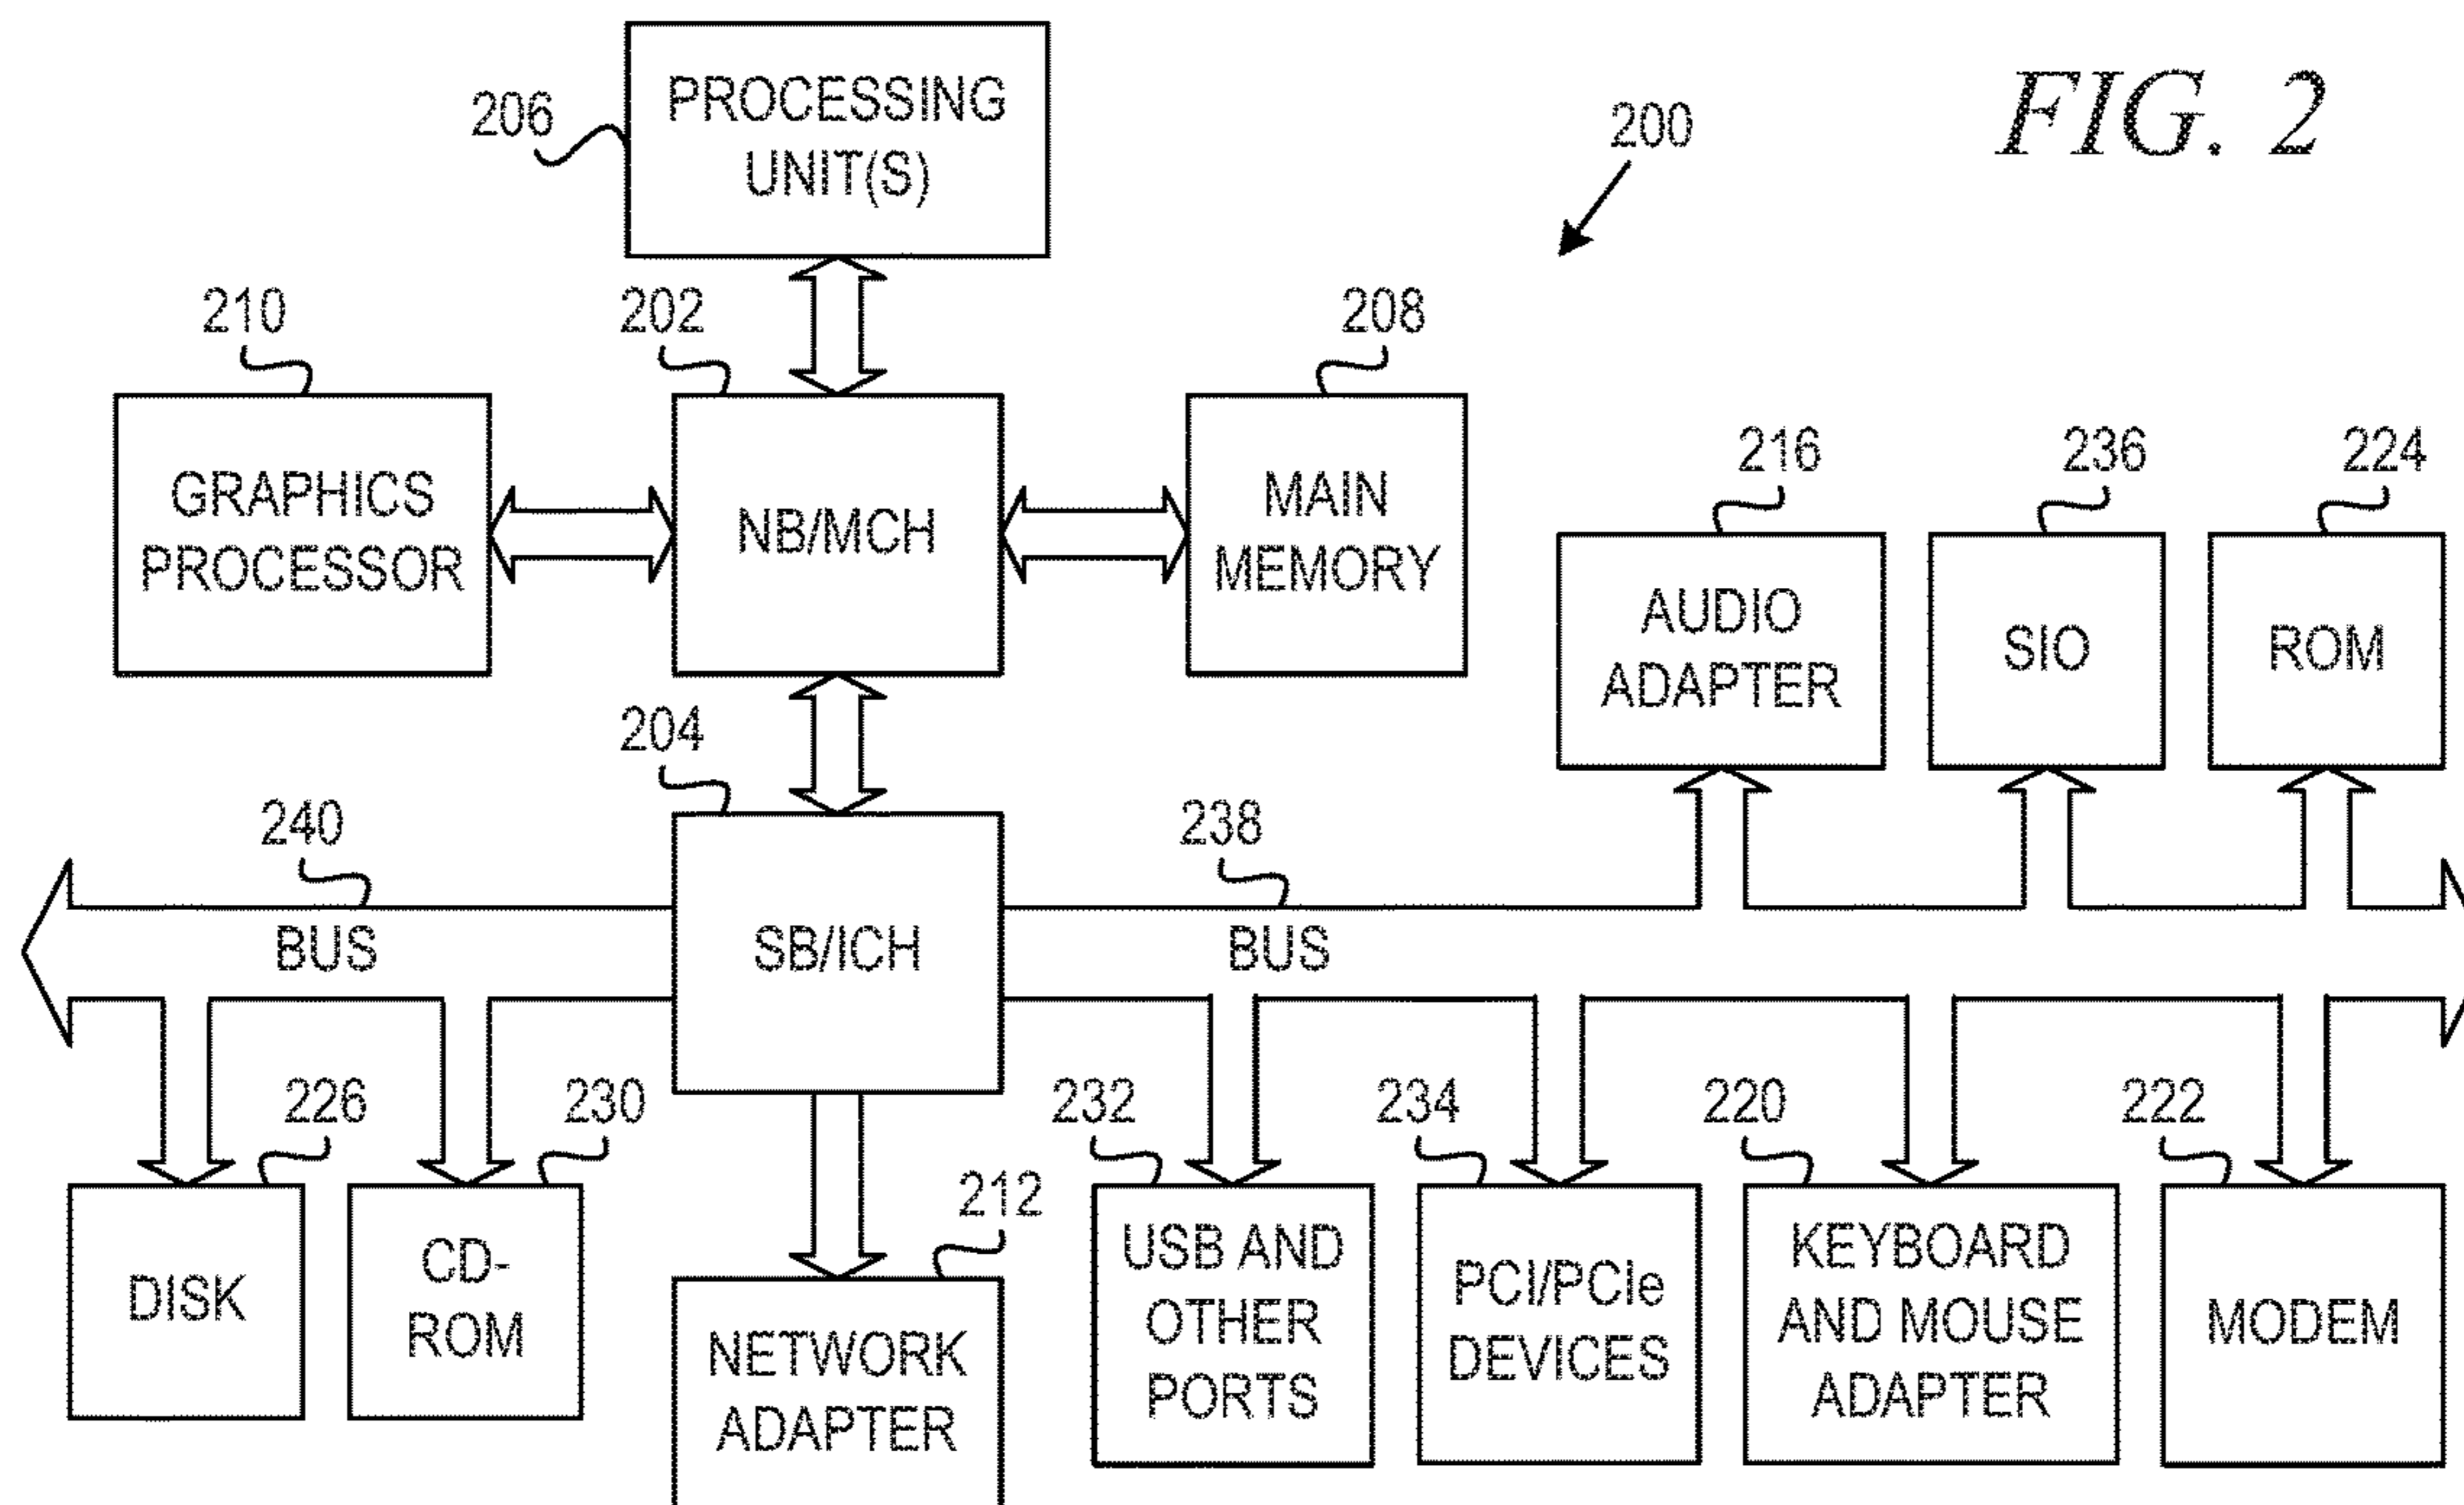 FIG. 2
200
206
PROCESSING
UNIT(S)
210
202
208
GRAPHICS
PROCESSOR
NB/MCH
MAIN
MEMORY
216
236
224
AUDIO
ADAPTER
SIO
ROM
204
240
238
BUS
SB/ICH
BUS
226
230
232
234
220
222
212
DISK
CD-
ROM
NETWORK
ADAPTER
USB AND
OTHER
PORTS
PCI/PCIe
DEVICES
KEYBOARD
AND MOUSE
ADAPTER
MODEM